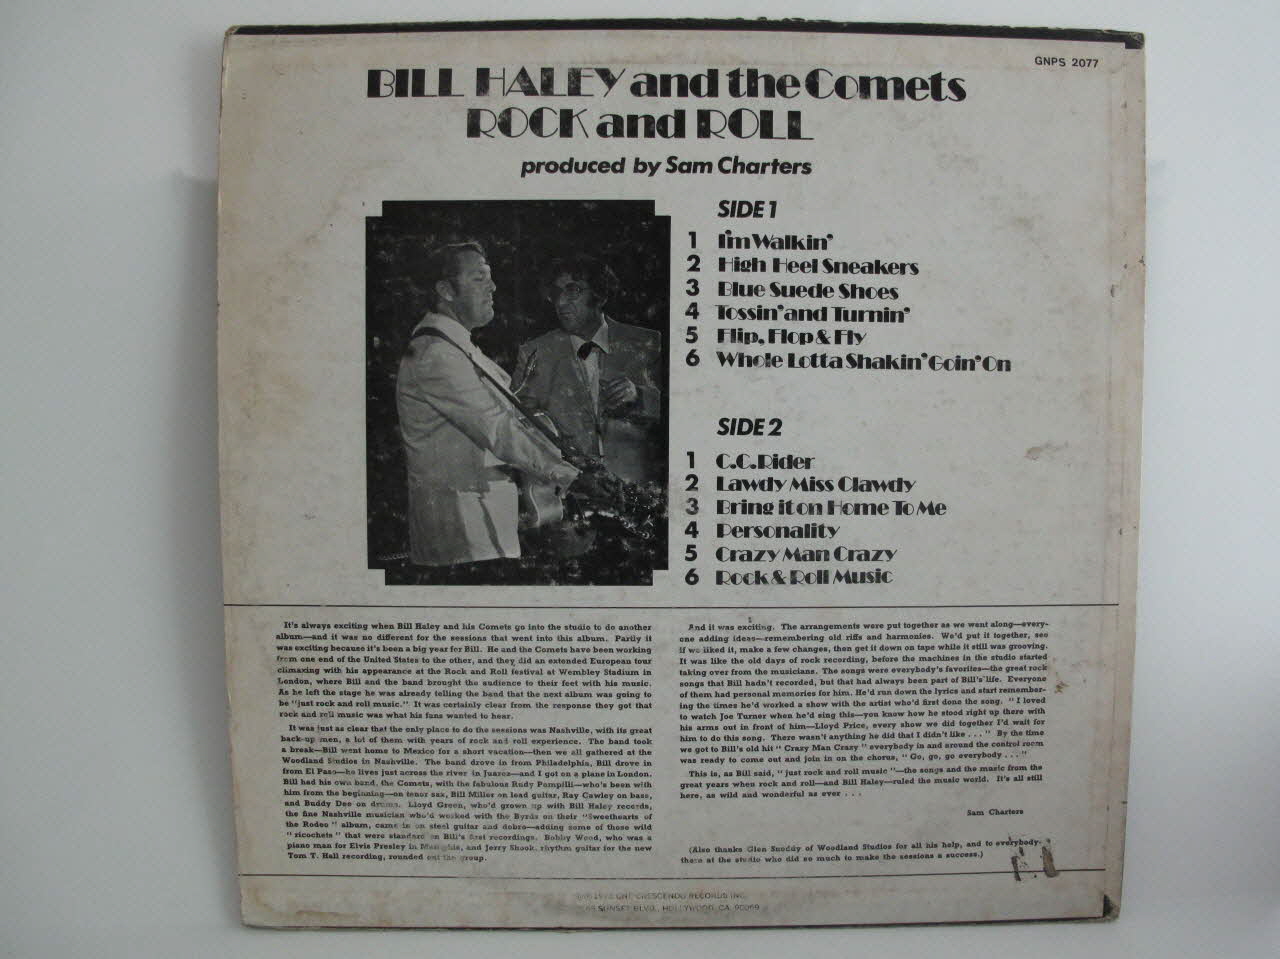 GNPS 2077
BILL HALEY and the Comets
ROCK and ROLL
produced by Sam Charters
SIDE 1
1 I'm Walkin'
2 High Heel Sneakers
3 Blue Suede Shoes
4 Tossin' and Turnin'
5 Flip, Flop & Fly
6 Whole Lotta Shakin' Goin' On
SIDE 2
1 C.C. Rider
2 Lawdy Miss Clawdy
3 Bring it on Home To Me
4 Personality
5 Crazy Man Crazy
6 Rock & Roll Music
It's always exciting when Bill Haley and his Comets go into the studio to do another
album—and it was no different for the sessions that went into this album. Partly it
was exciting because it's been a big year for Bill. He and the Comets have been working
from one end of the United States to the other, and they did an extended European tour
climaxing with his appearance at the Rock and Roll festival at Wembley Stadium in
London, where Bill and the band brought the audience to their feet with his music.
As he left the stage he was already telling the band that the next album was going to
be "just rock and roll music." It was certainly clear from the response they got that
rock and roll music was what his fans wanted to hear.
It was just as clear that the only place to do the sessions was Nashville, with its great
back-up men, a lot of them with years of rock and roll experience. The band took
a break—Bill went home to Mexico for a short vacation—then we all gathered at the
Woodland Studios in Nashville. The band drove in from Philadelphia, Bill drove in
from El Paso—he lives just across the river in Juarez—and I got on a plane in London.
Bill had his own band, the Comets, with the fabulous Rudy Pompilli—who's been with
him from the beginning—on tenor sax, Bill Miller on lead guitar, Ray Cawley on bass,
and Buddy Dee on drums. Lloyd Green, who'd grown up with Bill Haley records,
the fine Nashville musician who'd worked with the Byrds on their "Sweethearts of
the Rodeo" album, came in on steel guitar and dobro—adding some of those wild
"ricochets" that were standard on Bill's first recordings. Bobby Wood, who was a
piano man for Elvis Presley in Memphis, and Jerry Shook, rhythm guitar for the new
Tom T. Hall recording, rounded out the group.
And it was exciting. The arrangements were put together as we went along—every-
one adding ideas—remembering old riffs and harmonies. We'd put it together, see
if we liked it, make a few changes, then get it down on tape while it still was grooving.
It was like the old days of rock recording, before the machines in the studio started
taking over from the musicians. The songs were everybody's favorites—the great rock
songs that Bill hadn't recorded, but that had always been part of Bill's life. Everyone
of them had personal memories for him. He'd run down the lyrics and start remember-
ing the times he'd worked a show with the artist who'd first done the song. "I loved
to watch Joe Turner when he'd sing this—you know how he stood right up there with
his arms out in front of him—Lloyd Price, every show we did together I'd wait for
him to do this song. There wasn't anything he did that I didn't like . . ." By the time
we got to Bill's old hit "Crazy Man Crazy" everybody in and around the control room
was ready to come out and join in on the chorus, "Go, go, go everybody . . . ."
This is, as Bill said, "just rock and roll music"—the songs and the music from the
great years when rock and roll—and Bill Haley—ruled the music world. It's all still
here, as wild and wonderful as ever . . .
Sam Charters
(Also thanks Glen Snoddy of Woodland Studios for all his help, and to everybody
there at the studio who did so much to make the sessions a success.)
CRESCENDO RECORDS INC.
SUNSET BLVD., HOLLYWOOD, CA. 90069